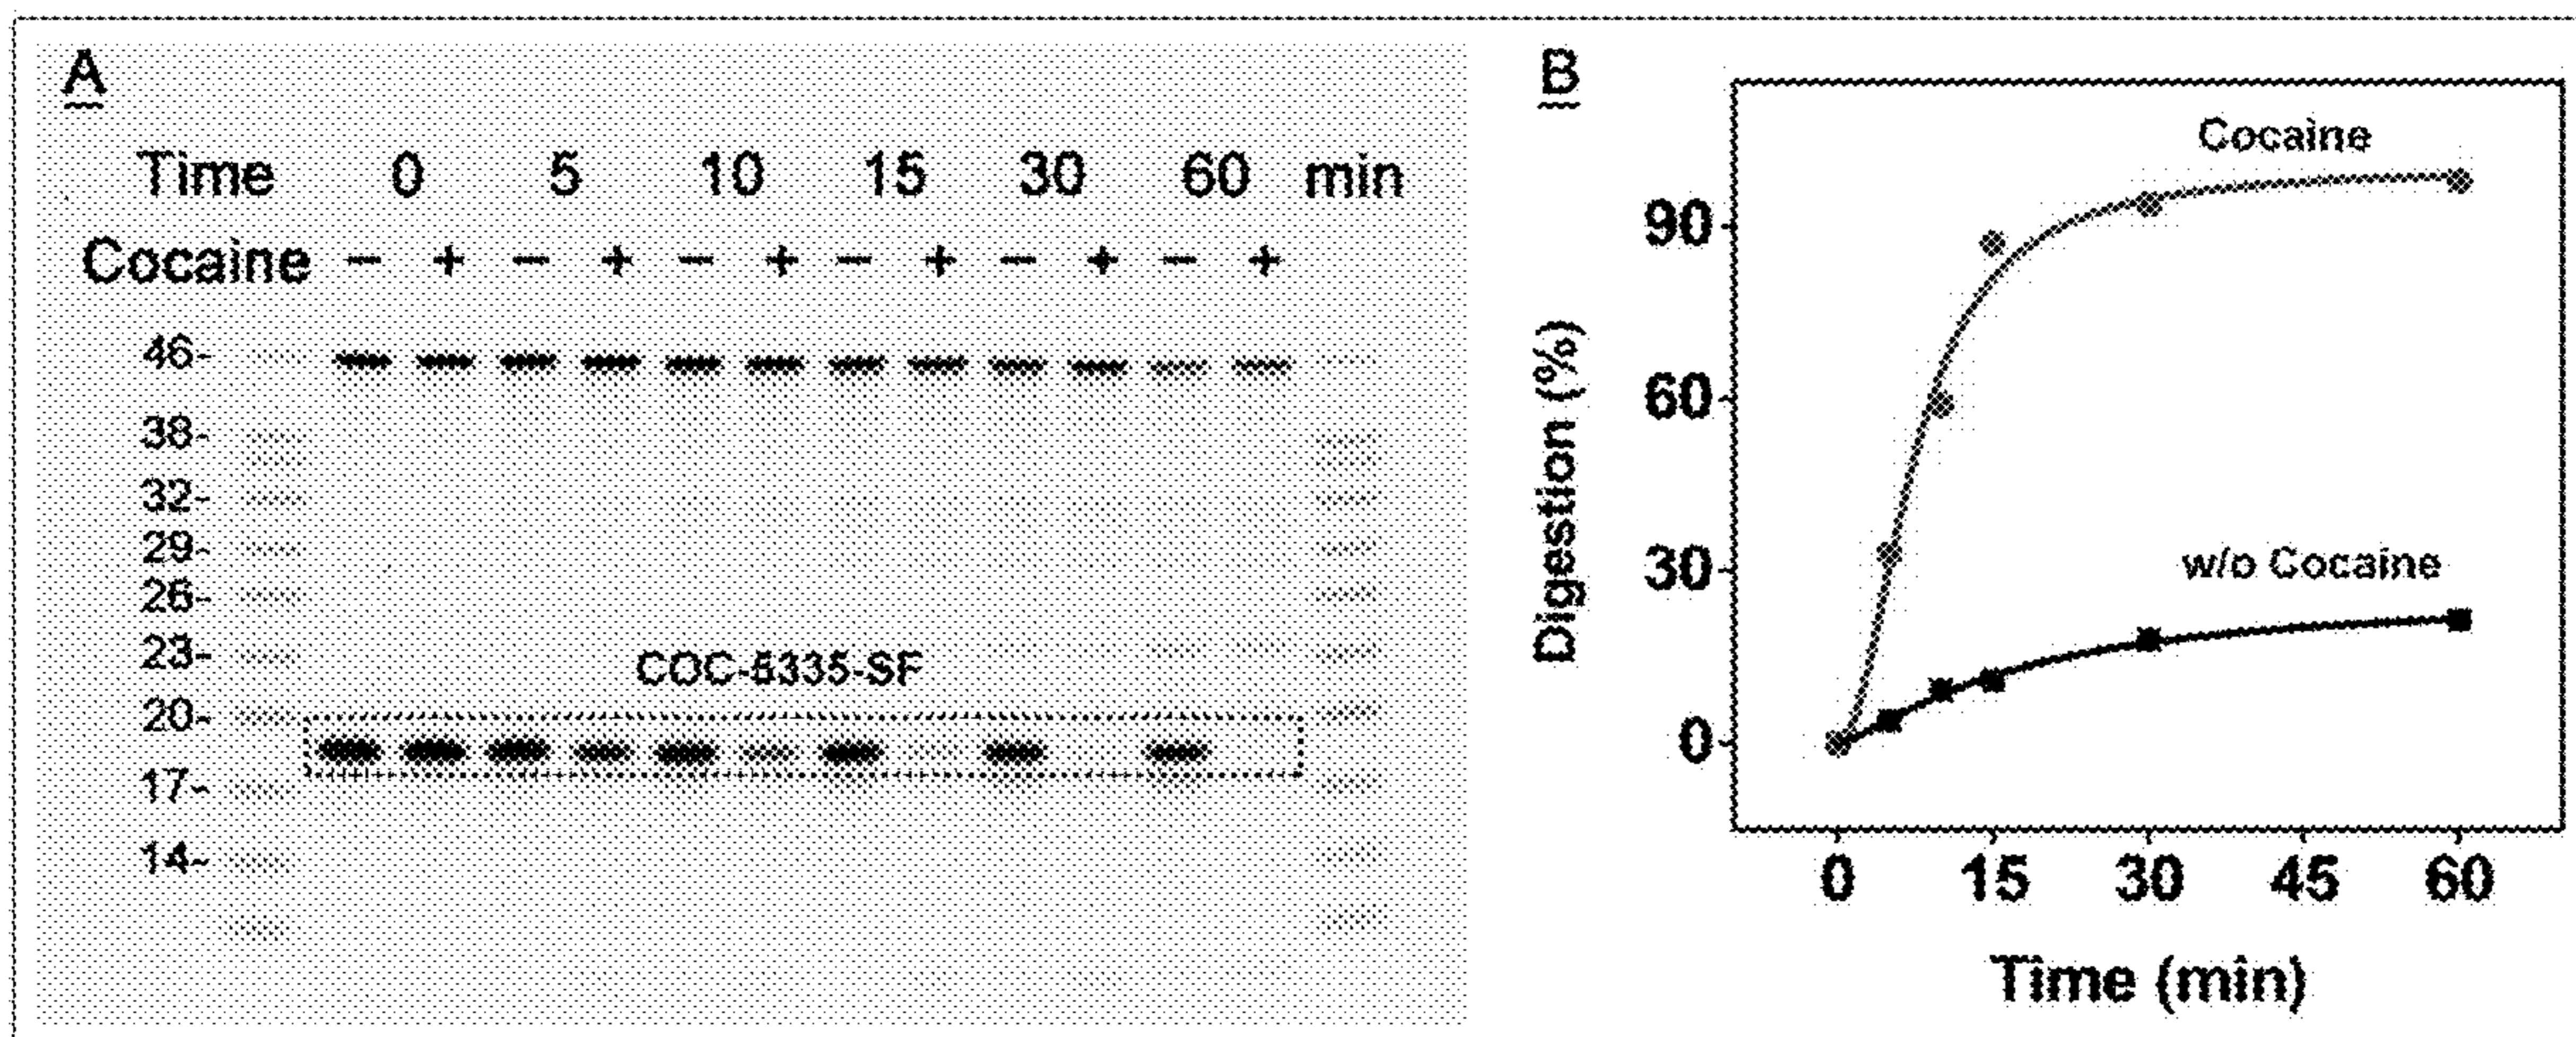 A
Time 0 5 10 15 30 60 min
Cocaine - + - + - + - + - + - +
46-
38-
32-
29-
26-
23-
COC-5335-SF
20-
17-
14-
B
Cocaine
90
60
w/o Cocaine
30
0
Digestion (%)
0 15 30 45 60
Time (min)